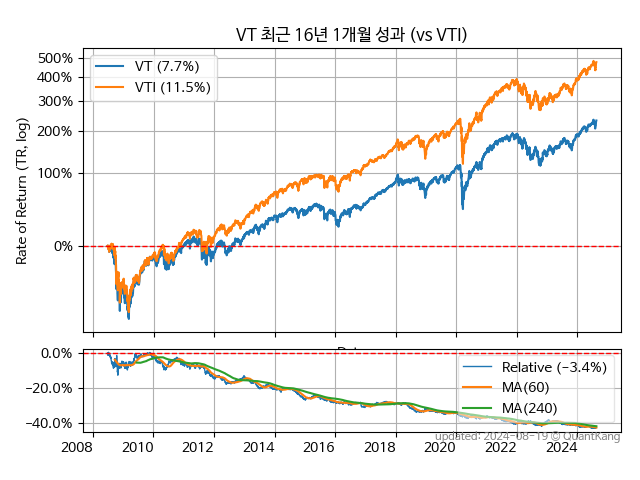 VT 최근 16년 1개월 성과 (vs VTI)
Rate of Return (TR, log)
500%
400%
300%
200%
100%
0%
VT (7.7%)
VTI (11.5%)
0.0%
−20.0%
−40.0%
Relative (−3.4%)
MA(60)
MA(240)
2008 2010 2012 2014 2016 2018 2020 2022 2024
updated: 2024-08-19 © QuantKang